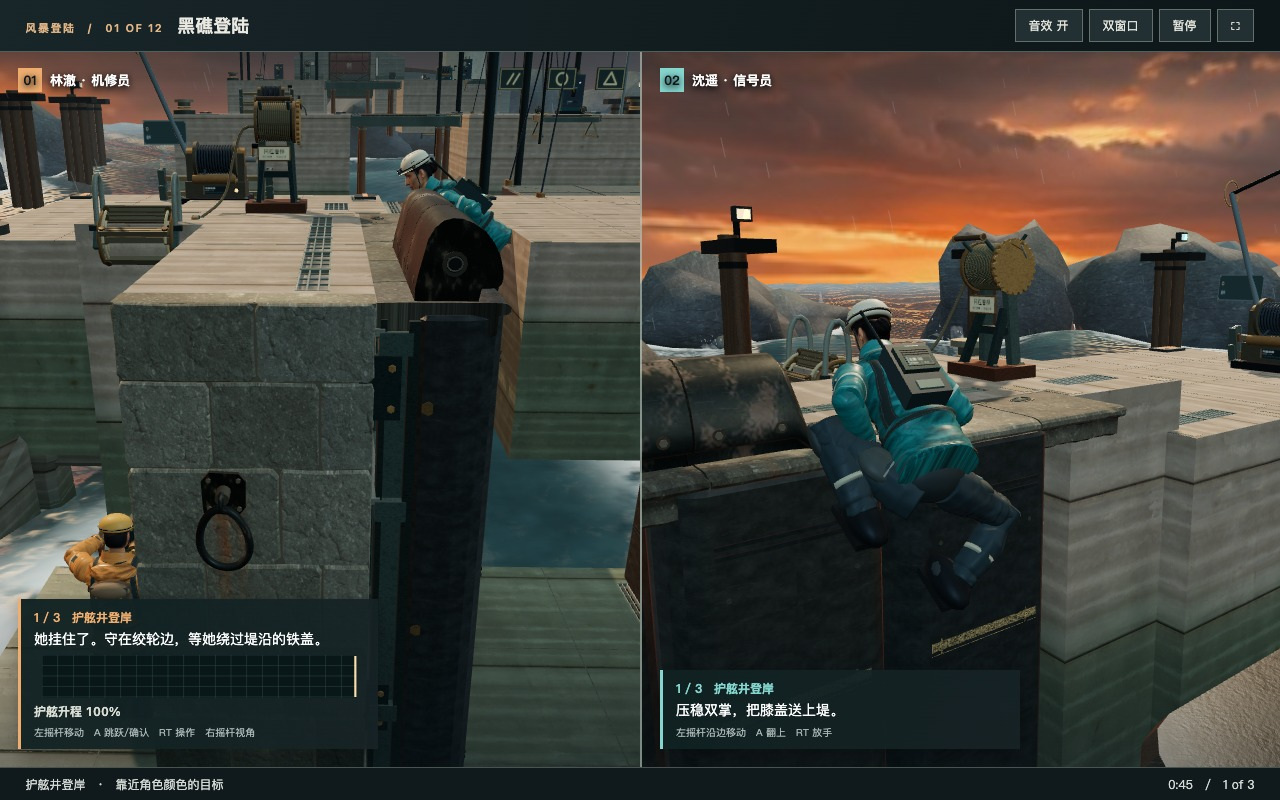 风暴登陆 / 01 OF 12 黑礁登陆
音效 开 双窗口 暂停
01 林澈 · 机修员
02 沈遥 · 信号员
1 / 3 护舷井登岸
她挂住了。守在绞轮边，等她绕过堤沿的铁盖。
护舷升程 100%
左摇杆移动 A 跳跃/确认 RT 操作 右摇杆视角
1 / 3 护舷井登岸
压稳双掌，把膝盖送上堤。
左摇杆沿边移动 A 翻上 RT 放手
护舷井登岸 · 靠近角色颜色的目标
0:45 / 1 of 3